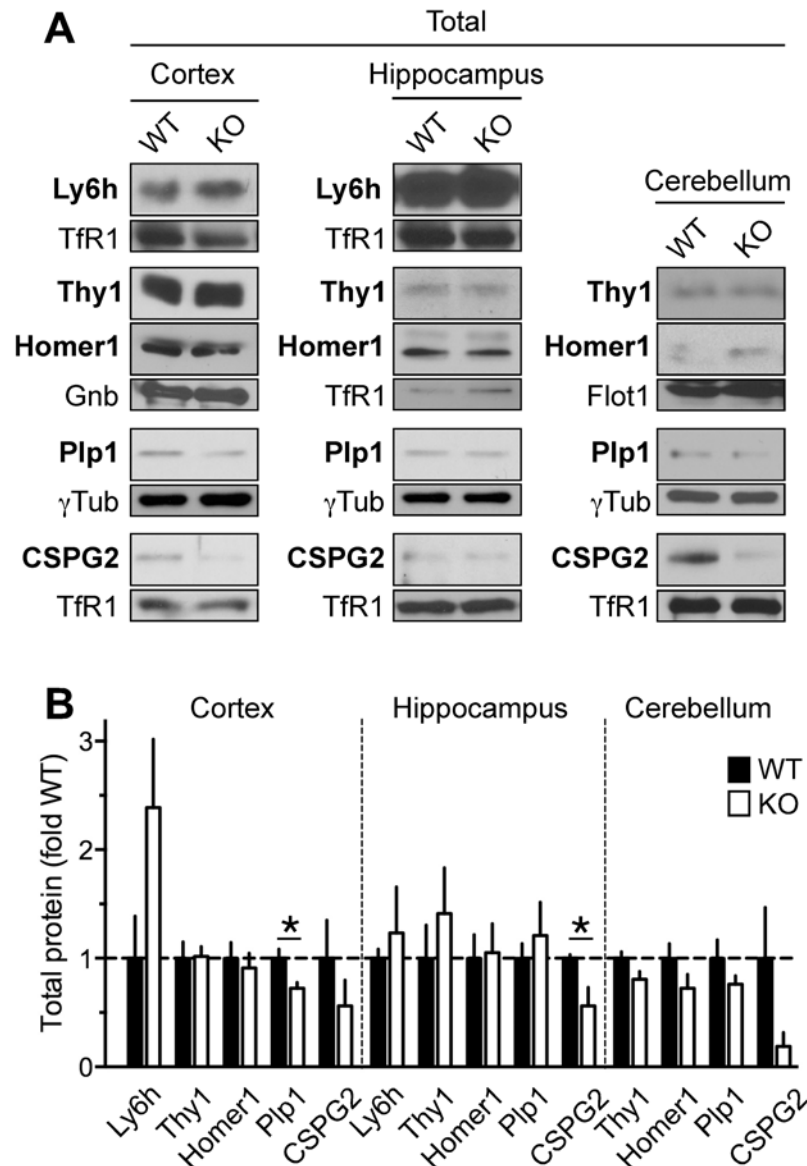 A
Total
Cortex
WT KO
Ly6h
TfR1
Thy1
Homer1
Gnb
Plp1
γTub
CSPG2
TfR1
Hippocampus
WT KO
Ly6h
TfR1
Thy1
Homer1
TfR1
Plp1
γTub
CSPG2
TfR1
Cerebellum
WT KO
Thy1
Homer1
Flot1
Plp1
γTub
CSPG2
TfR1
B
Cortex Hippocampus Cerebellum
Total protein (fold WT)
3
2
1
0
WT
KO
* *
Ly6h Thy1 Homer1 Plp1 CSPG2 Ly6h Thy1 Homer1 Plp1 CSPG2 Thy1 Homer1 Plp1 CSPG2